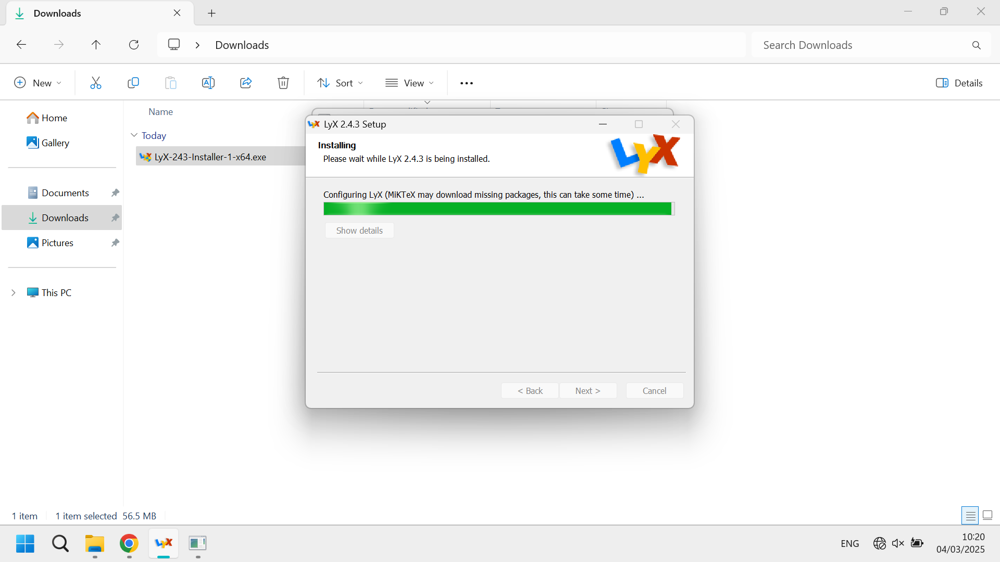 Downloads
Downloads
Search Downloads
New
Sort
View
Details
Home
Gallery
Documents
Downloads
Pictures
This PC
Name
Today
LyX-243-Installer-1-x64.exe
LyX 2.4.3 Setup
Installing
Please wait while LyX 2.4.3 is being installed.
LyX
Configuring LyX (MiKTeX may download missing packages, this can take some time) ...
Show details
< Back
Next >
Cancel
1 item
1 item selected 56.5 MB
ENG
10:20
04/03/2025